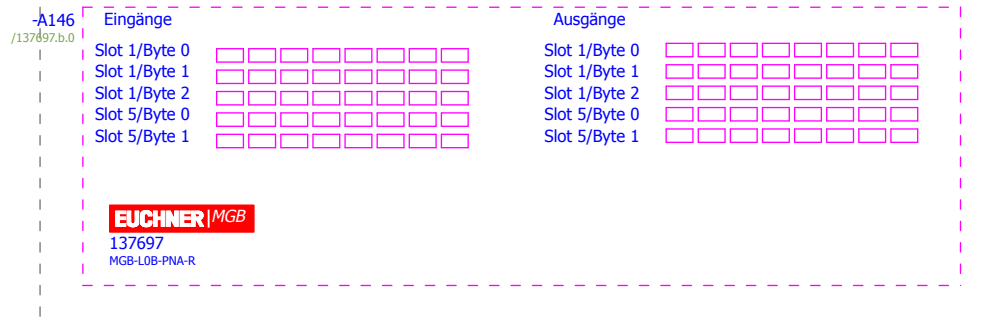 -A146 Eingänge Ausgänge
/137697.b.0
Slot 1/Byte 0 Slot 1/Byte 0
Slot 1/Byte 1 Slot 1/Byte 1
Slot 1/Byte 2 Slot 1/Byte 2
Slot 5/Byte 0 Slot 5/Byte 0
Slot 5/Byte 1 Slot 5/Byte 1
EUCHNER|MGB
137697
MGB-L0B-PNA-R